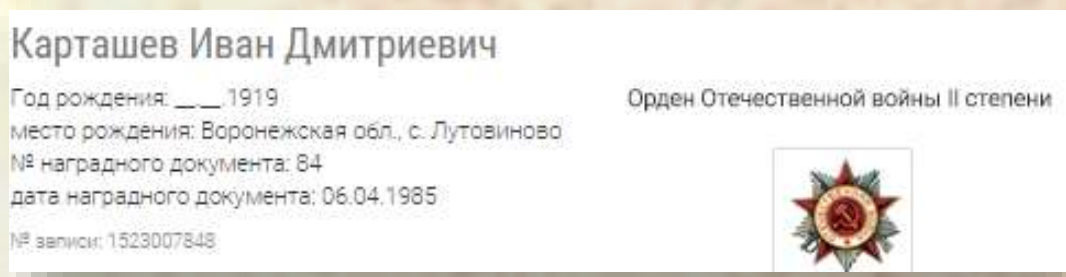 Карташев Иван Дмитриевич
Год рождения: __.__.1919
место рождения: Воронежская обл., с. Лутовиново
№ наградного документа: 84
дата наградного документа: 06.04.1985
№ записи: 1523007848
Орден Отечественной войны II степени